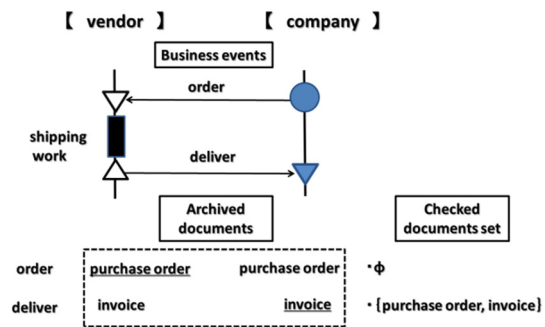 【 vendor 】 【 company 】
Business events
order
shipping
work
deliver
Archived
documents
Checked
documents set
order purchase order purchase order ・ϕ
deliver invoice invoice ・{purchase order, invoice}